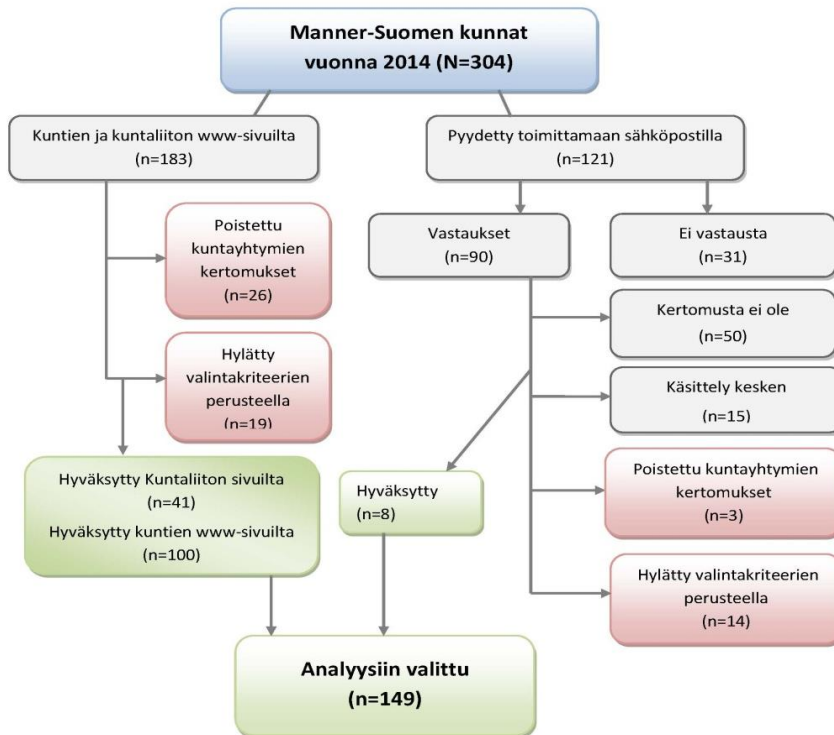 Manner-Suomen kunnat
vuonna 2014 (N=304)
Kuntien ja kuntaliiton www-sivuilta
(n=183)
Pyydetty toimittamaan sähköpostilla
(n=121)
Poistettu
kuntayhtymien
kertomukset
(n=26)
Vastaukset
(n=90)
Ei vastausta
(n=31)
Kertomusta ei ole
(n=50)
Hylätty
valintakriteerien
perusteella
(n=19)
Käsittely kesken
(n=15)
Hyväksytty Kuntaliiton sivuilta
(n=41)
Hyväksytty kuntien www-sivuilta
(n=100)
Hyväksytty
(n=8)
Poistettu kuntayhtymien
kertomukset
(n=3)
Hylätty valintakriteerien
perusteella
(n=14)
Analyysiin valittu
(n=149)